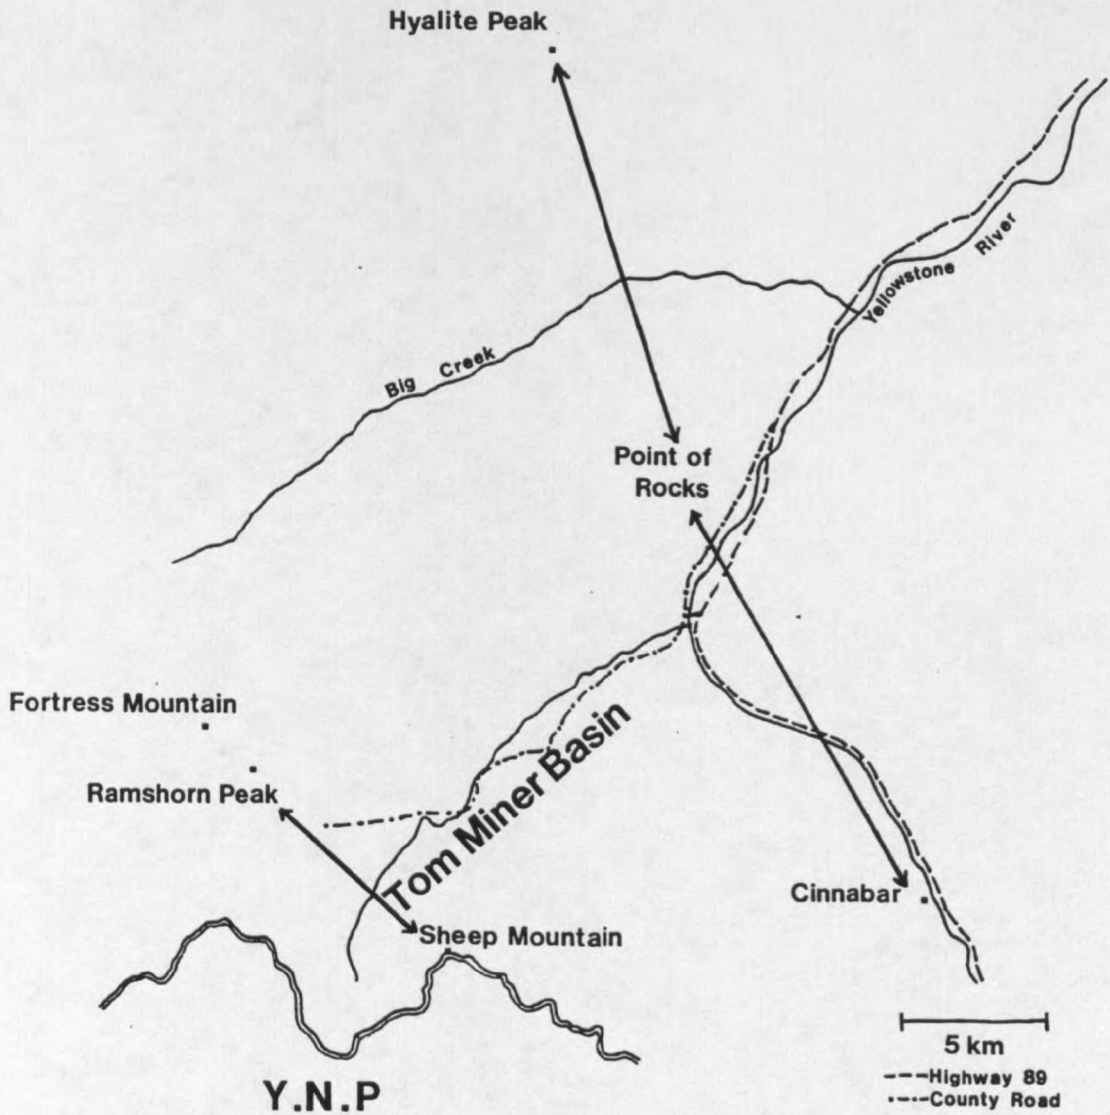 Hyalite Peak
Yellowstone River
Big Creek
Point of
Rocks
Fortress Mountain
Ramshorn Peak
Tom Miner Basin
Cinnabar
Sheep Mountain
5 km
Highway 89
County Road
Y.N.P